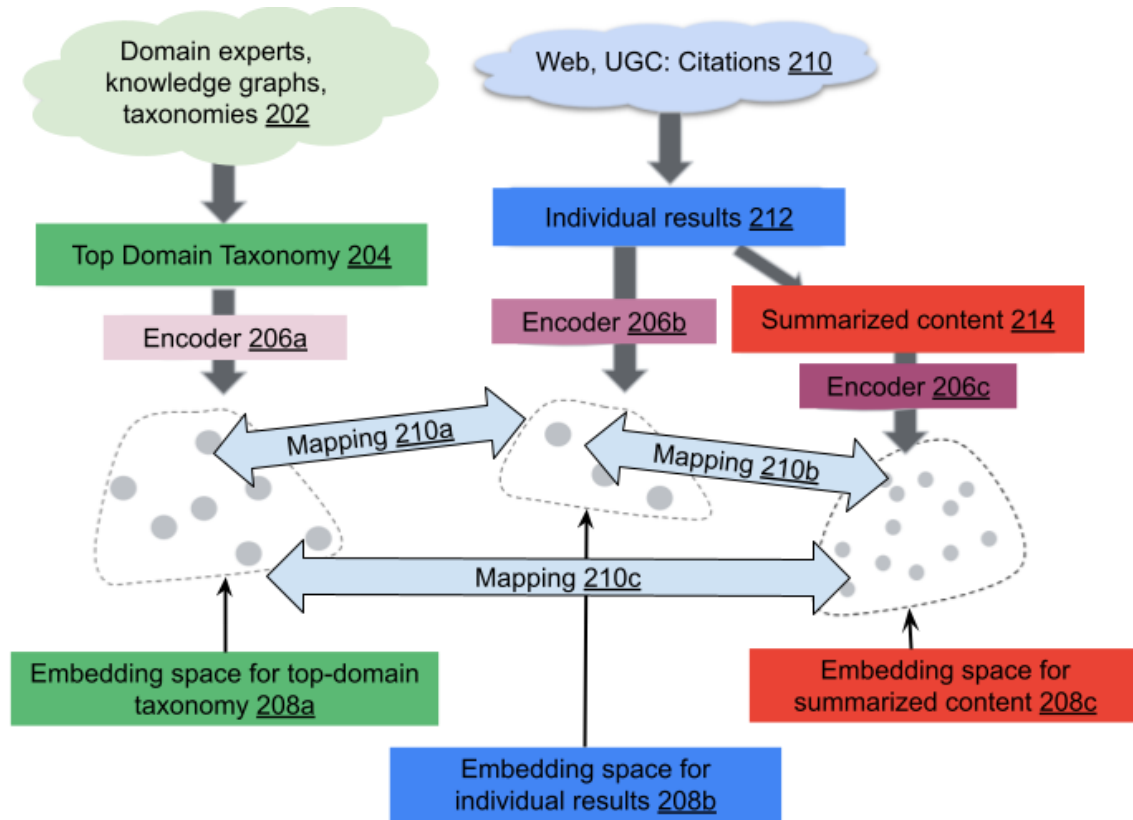 Domain experts,
knowledge graphs,
taxonomies 202
Web, UGC: Citations 210
Top Domain Taxonomy 204
Individual results 212
Encoder 206a
Encoder 206b
Summarized content 214
Encoder 206c
Mapping 210a
Mapping 210b
Mapping 210c
Embedding space for top-domain
taxonomy 208a
Embedding space for
summarized content 208c
Embedding space for
individual results 208b